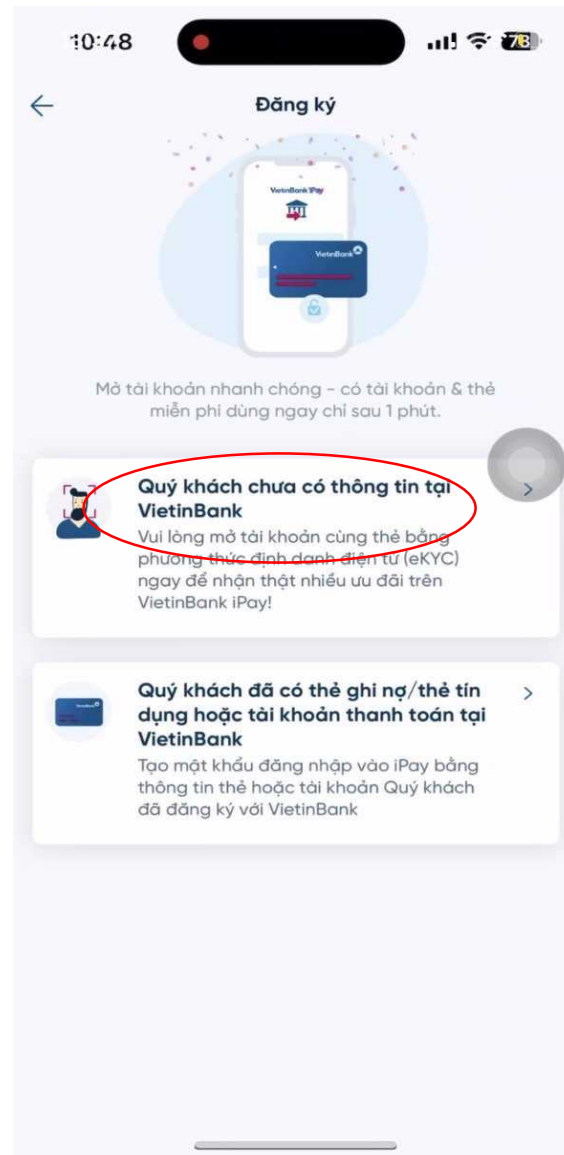 10:48
78
Đăng ký
VietinBank iPay
VietinBank
Mở tài khoản nhanh chóng - có tài khoản & thẻ
miễn phí dùng ngay chỉ sau 1 phút.
Quý khách chưa có thông tin tại
VietinBank
Vui lòng mở tài khoản cùng thẻ bằng
phương thức định danh điện tử (eKYC)
ngay để nhận thật nhiều ưu đãi trên
VietinBank iPay!
Quý khách đã có thẻ ghi nợ/thẻ tín
dụng hoặc tài khoản thanh toán tại
VietinBank
Tạo mật khẩu đăng nhập vào iPay bằng
thông tin thẻ hoặc tài khoản Quý khách
đã đăng ký với VietinBank